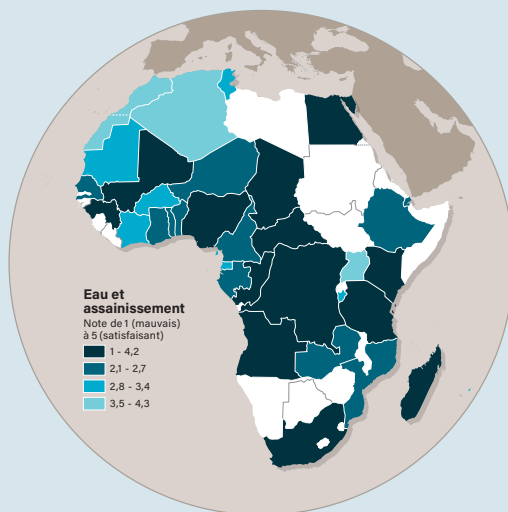 Eau et
assainissement
Note de 1 (mauvais)
à 5 (satisfaisant)
1 - 4,2
2,1 - 2,7
2,8 - 3,4
3,5 - 4,3